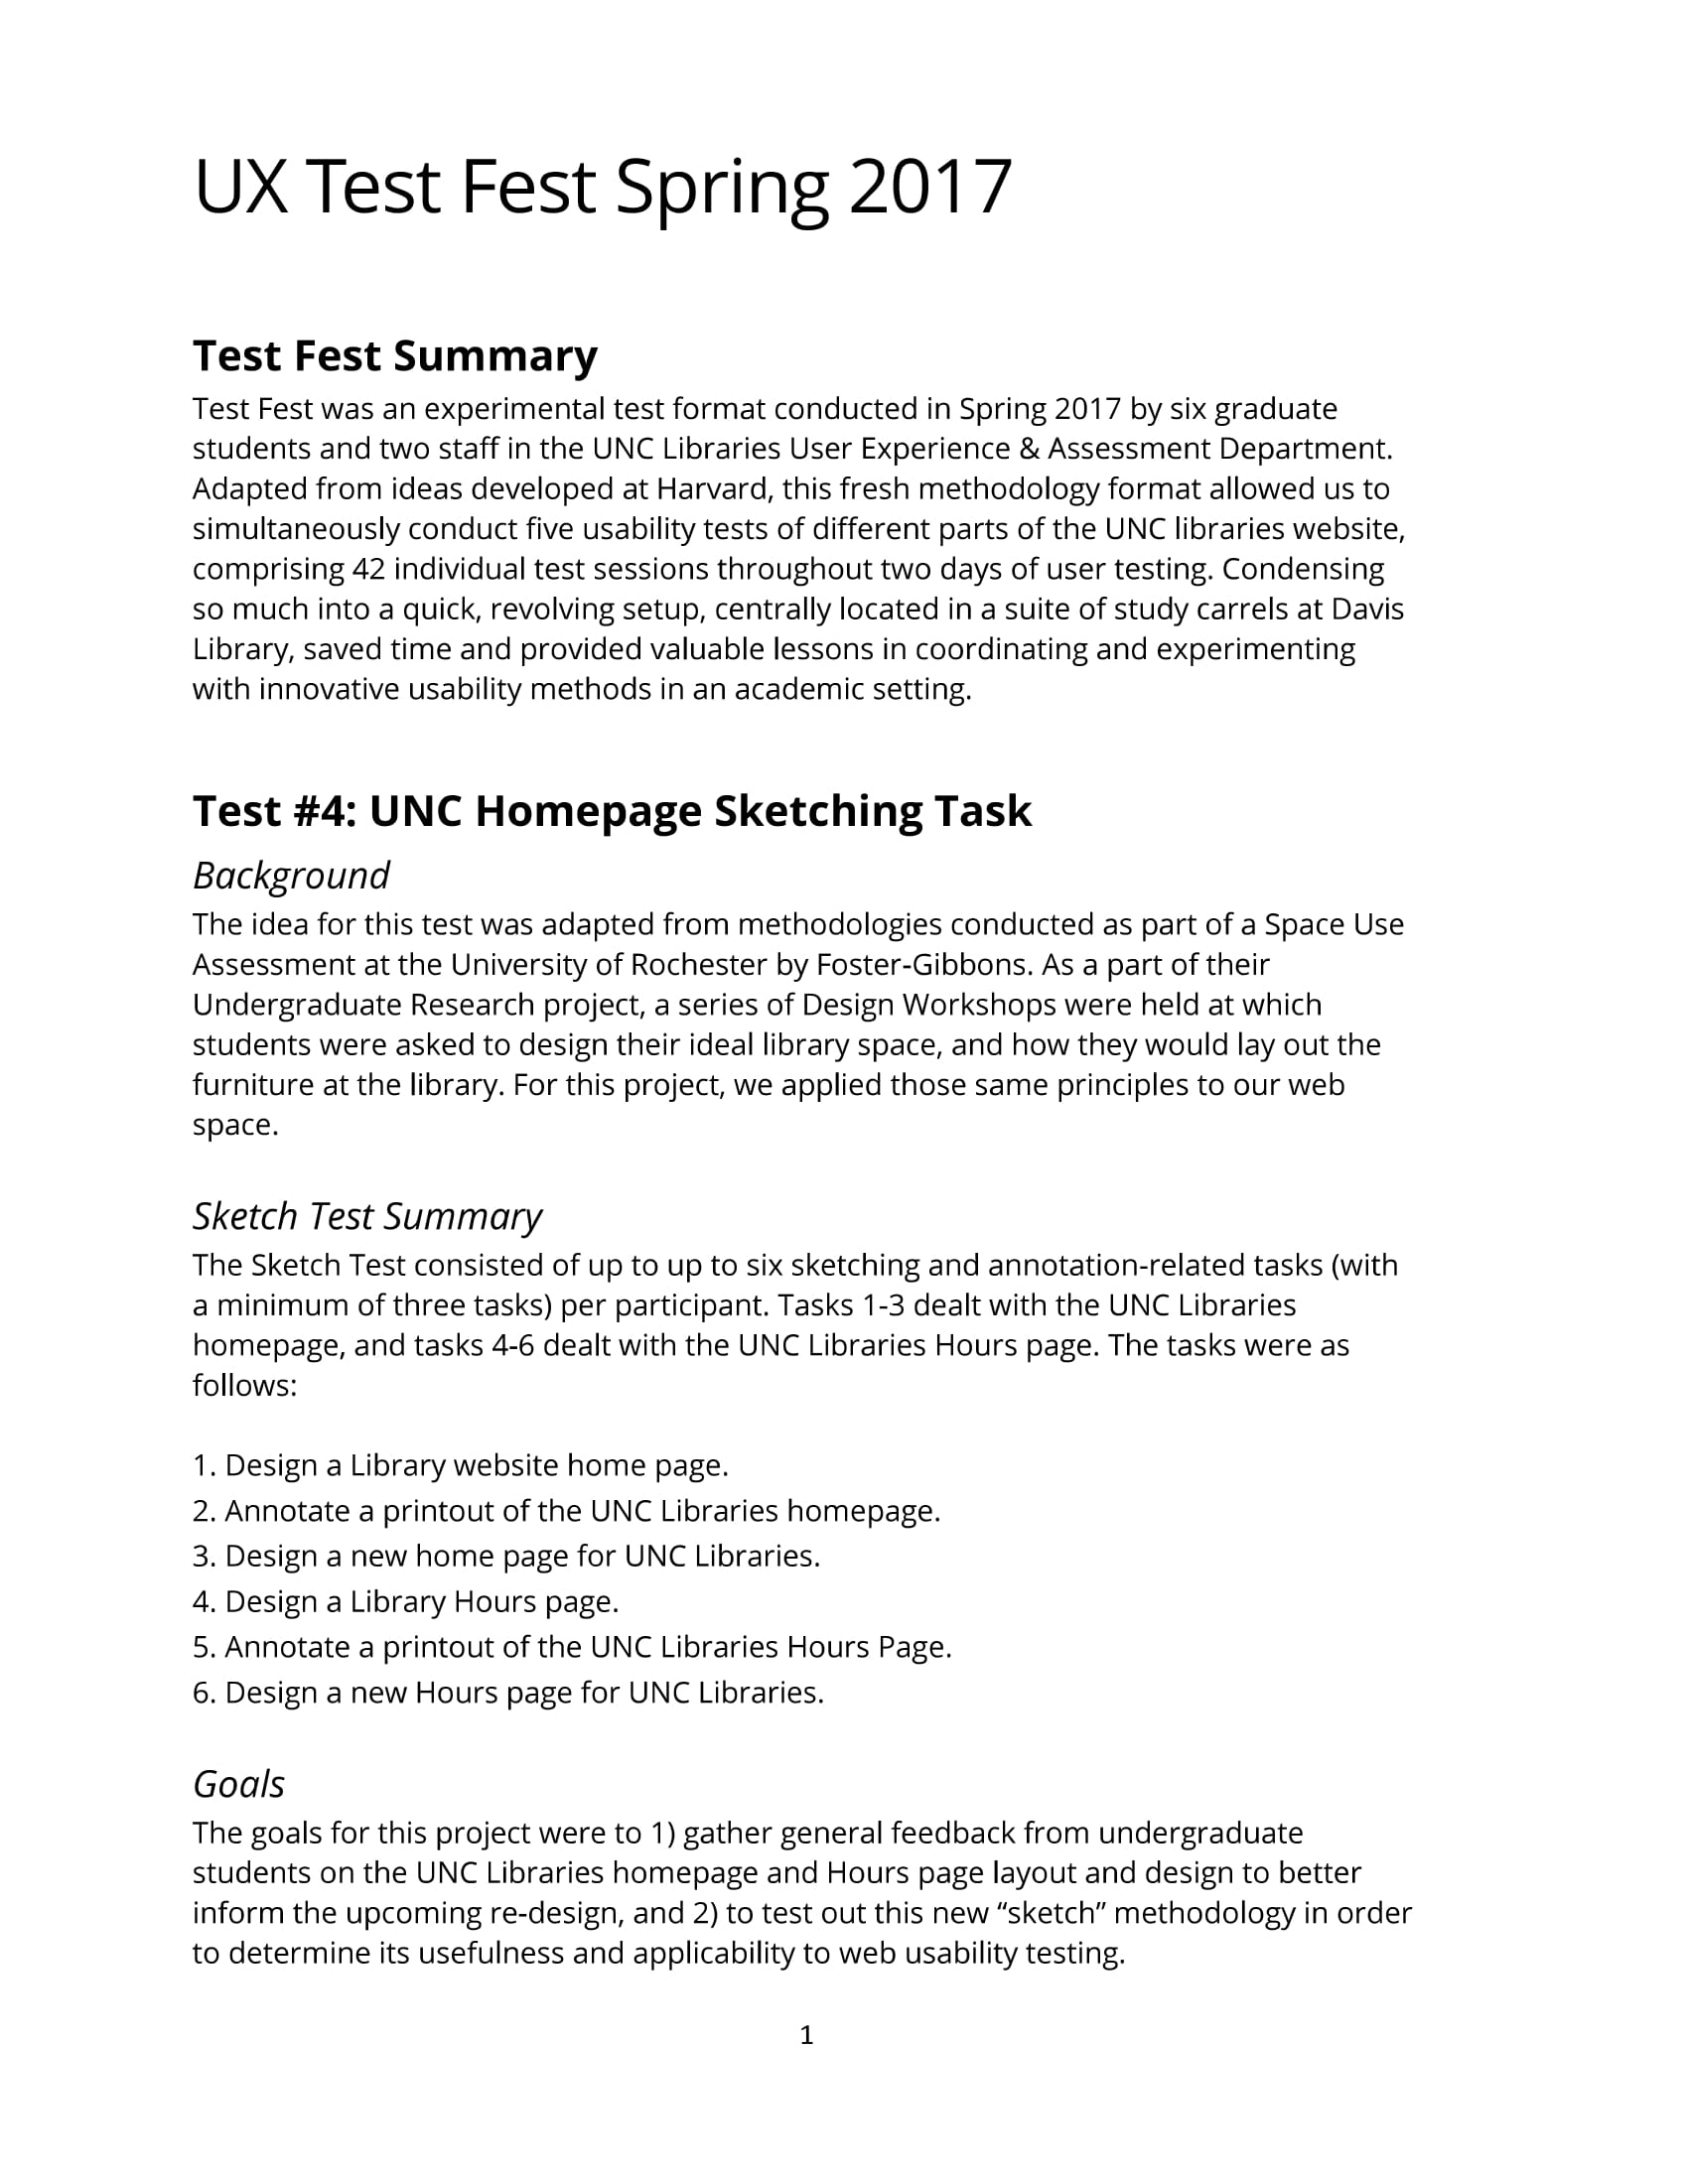 UX Test Fest Spring 2017
Test Fest Summary
Test Fest was an experimental test format conducted in Spring 2017 by six graduate
students and two staff in the UNC Libraries User Experience & Assessment Department.
Adapted from ideas developed at Harvard, this fresh methodology format allowed us to
simultaneously conduct five usability tests of different parts of the UNC libraries website,
comprising 42 individual test sessions throughout two days of user testing. Condensing
so much into a quick, revolving setup, centrally located in a suite of study carrels at Davis
Library, saved time and provided valuable lessons in coordinating and experimenting
with innovative usability methods in an academic setting.
Test #4: UNC Homepage Sketching Task
Background
The idea for this test was adapted from methodologies conducted as part of a Space Use
Assessment at the University of Rochester by Foster-Gibbons. As a part of their
Undergraduate Research project, a series of Design Workshops were held at which
students were asked to design their ideal library space, and how they would lay out the
furniture at the library. For this project, we applied those same principles to our web
space.
Sketch Test Summary
The Sketch Test consisted of up to up to six sketching and annotation-related tasks (with
a minimum of three tasks) per participant. Tasks 1-3 dealt with the UNC Libraries
homepage, and tasks 4-6 dealt with the UNC Libraries Hours page. The tasks were as
follows:
1. Design a Library website home page.
2. Annotate a printout of the UNC Libraries homepage.
3. Design a new home page for UNC Libraries.
4. Design a Library Hours page.
5. Annotate a printout of the UNC Libraries Hours Page.
6. Design a new Hours page for UNC Libraries.
Goals
The goals for this project were to 1) gather general feedback from undergraduate
students on the UNC Libraries homepage and Hours page layout and design to better
inform the upcoming re-design, and 2) to test out this new “sketch” methodology in order
to determine its usefulness and applicability to web usability testing.
1